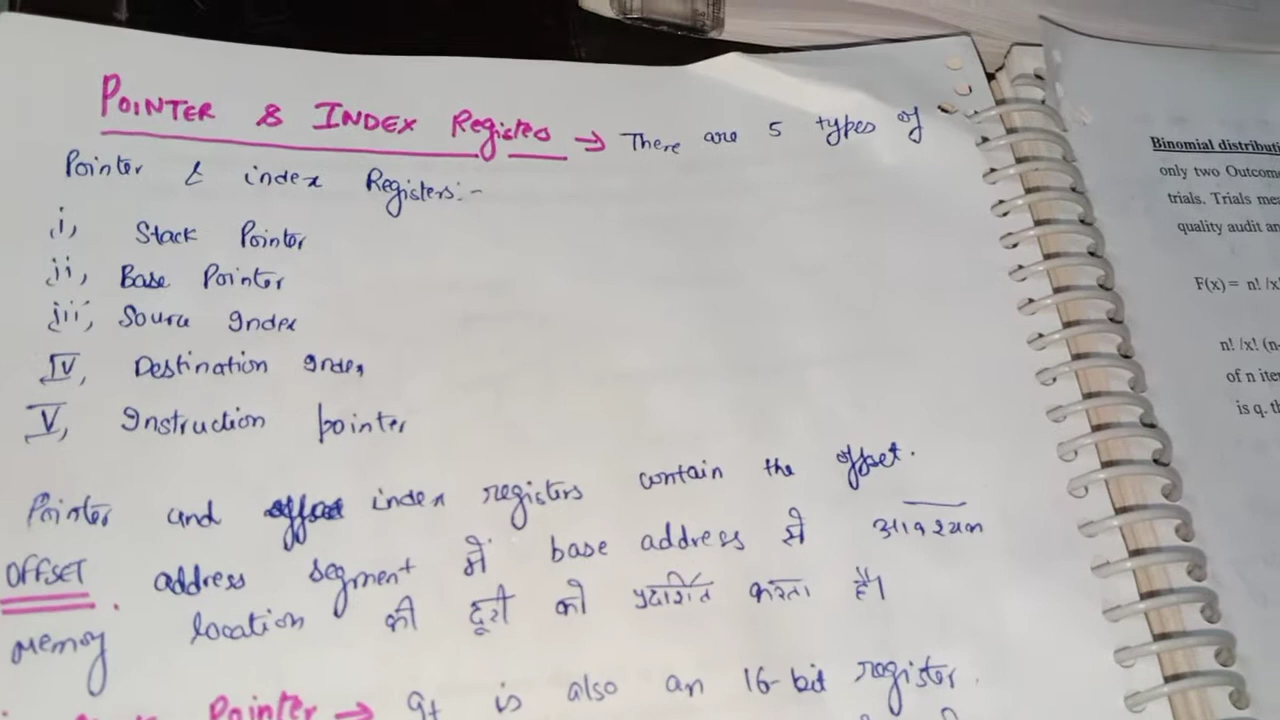 POINTER & INDEX Registers → There are 5 types of
Pointer & index Registers:-
i, Stack Pointer
ii, Base Pointer
iii, Source Index
IV, Destination Index
V, Instruction pointer
Pointer and index registers contain the offset.
OFFSET address segment में base address से आवश्यक
memory location की दूरी को प्रदर्शित करता है।
Pointer → It is also an 16-bit register.
Binomial distributi
only two Outcome
trials. Trials mea
quality audit an
F(x) = n! /x!
n! /x! (n-
of n ite
is q. th